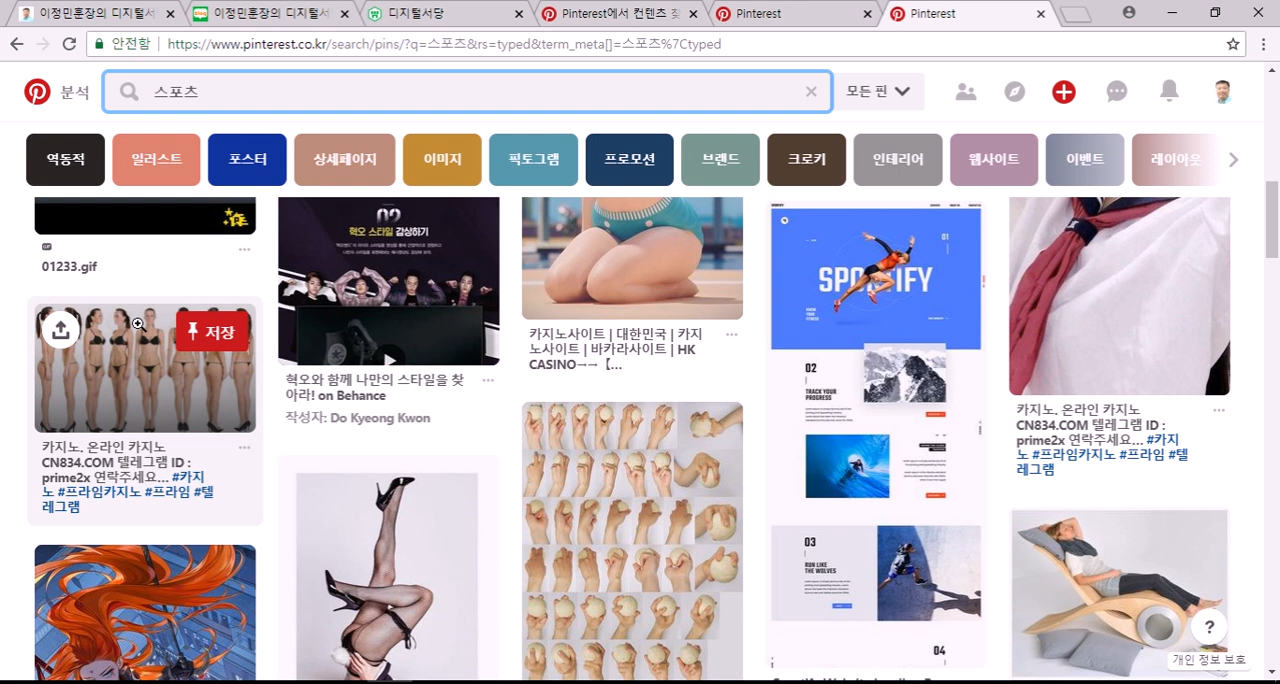 이정민훈장의 디지털서
이정민훈장의 디지털서
디지털서당
Pinterest에서 컨텐츠 찾
Pinterest
Pinterest
안전함
https://www.pinterest.co.kr/search/pins/?q=스포츠&rs=typed&term_meta[]=스포츠%7Ctyped
분석
스포츠
모든 핀
역동적
일러스트
포스터
상세페이지
이미지
픽토그램
프로모션
브랜드
크로키
인테리어
웹사이트
이벤트
레이아웃
GIF
01233.gif
저장
카지노. 온라인 카지노
CN834.COM 텔레그램 ID :
prime2x 연락주세요... #카지
노 #프라임카지노 #프라임 #텔
레그램
02
혁오 스타일 감상하기
혁오와 함께 나만의 스타일을 찾
아라! on Behance
작성자: Do Kyeong Kwon
카지노사이트 | 대한민국 | 카지
노사이트 | 바카라사이트 | HK
CASINO→→【...
01
SPORTIFY
02
TRACK YOUR
PROGRESS
03
RUN LIKE
THE WOLVES
04
카지노. 온라인 카지노
CN834.COM 텔레그램 ID :
prime2x 연락주세요... #카지
노 #프라임카지노 #프라임 #텔
레그램
?
개인 정보 보호